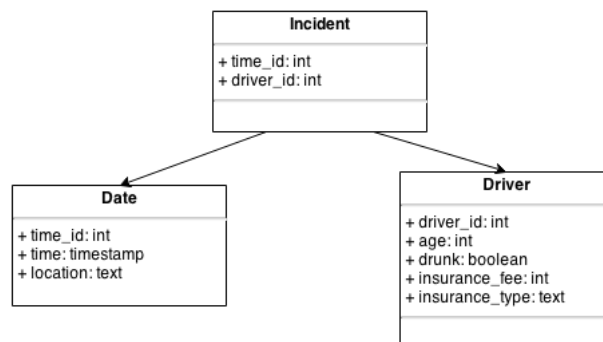 Incident
+ time_id: int
+ driver_id: int
Date
+ time_id: int
+ time: timestamp
+ location: text
Driver
+ driver_id: int
+ age: int
+ drunk: boolean
+ insurance_fee: int
+ insurance_type: text